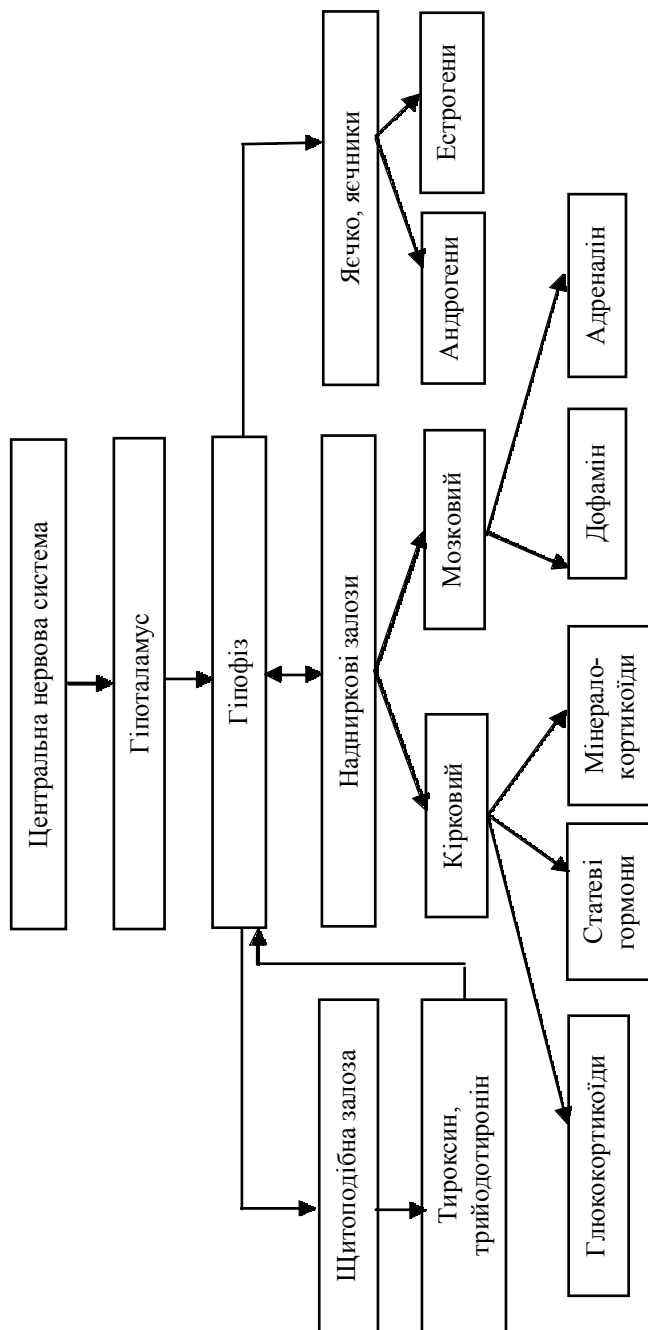 Центральна нервова система
Гіпоталамус
Гіпофіз
Щитоподібна залоза
Надниркові залози
Яєчко, яєчники
Тироксин,
трийодотиронін
Кірковий
Мозковий
Андрогени
Естрогени
Глюкокортикоїди
Статеві
гормони
Мінерало-
кортикоїди
Дофамін
Адреналін